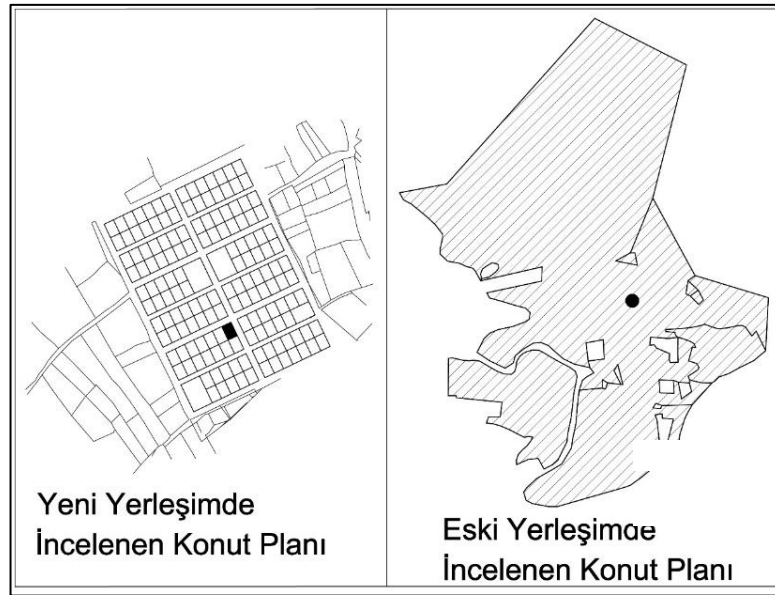 Yeni Yerleşimde
İncelenen Konut Planı
Eski Yerleşimde
İncelenen Konut Planı